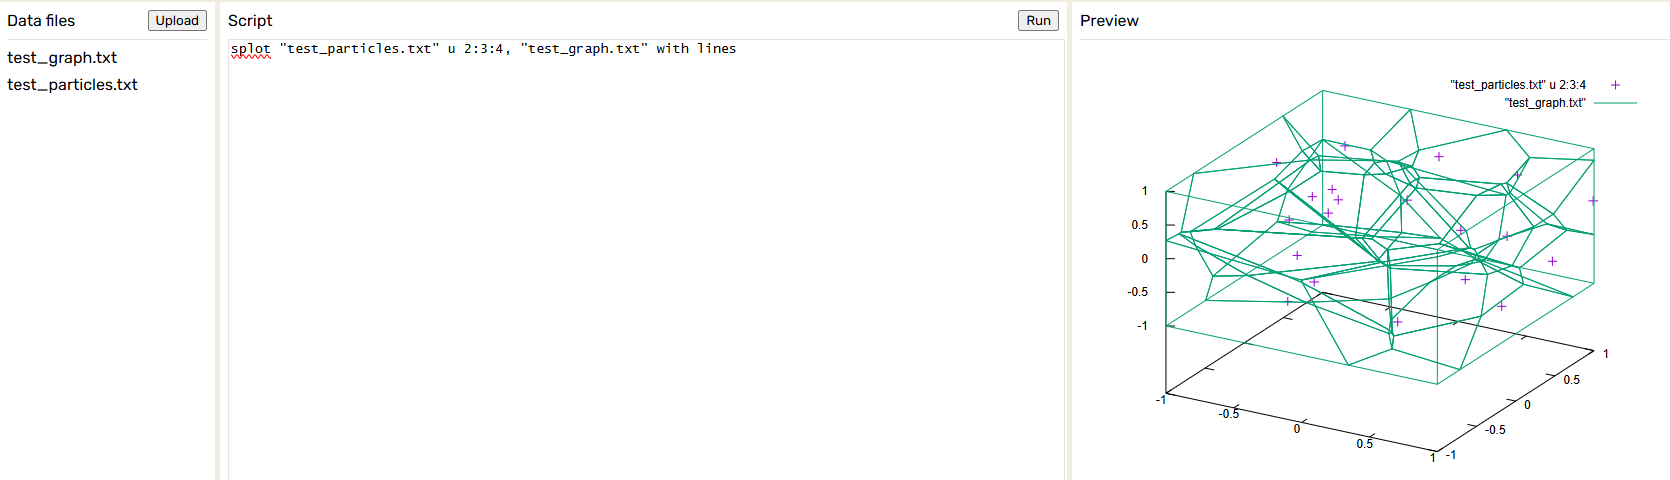 Data files
Upload
test_graph.txt
test_particles.txt
Script
Run
splot "test_particles.txt" u 2:3:4, "test_graph.txt" with lines
Preview
"test_particles.txt" u 2:3:4
"test_graph.txt"
1
0.5
0
-0.5
-1
-1
-0.5
0
0.5
1
-1
-0.5
0
0.5
1